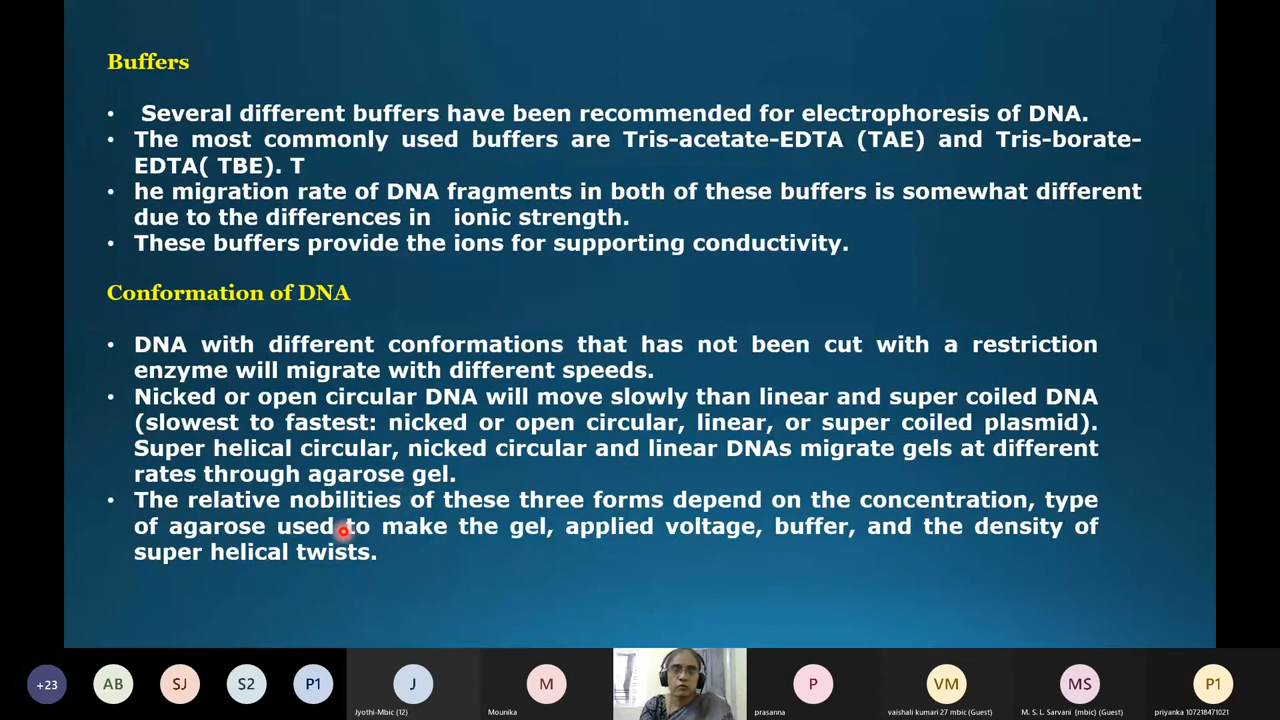 Buffers
• Several different buffers have been recommended for electrophoresis of DNA.
• The most commonly used buffers are Tris-acetate-EDTA (TAE) and Tris-borate-
EDTA( TBE). T
• he migration rate of DNA fragments in both of these buffers is somewhat different
due to the differences in ionic strength.
• These buffers provide the ions for supporting conductivity.
Conformation of DNA
• DNA with different conformations that has not been cut with a restriction
enzyme will migrate with different speeds.
• Nicked or open circular DNA will move slowly than linear and super coiled DNA
(slowest to fastest: nicked or open circular, linear, or super coiled plasmid).
Super helical circular, nicked circular and linear DNAs migrate gels at different
rates through agarose gel.
• The relative nobilities of these three forms depend on the concentration, type
of agarose used to make the gel, applied voltage, buffer, and the density of
super helical twists.
+23 AB SJ S2 P1 J M P VM MS P1
Jyothi-Mbic (12) Mounika prasanna vaishali kumari 27 mbic (Guest) M. S. L. Sarvani (mbic) (Guest) priyanka 107218471021